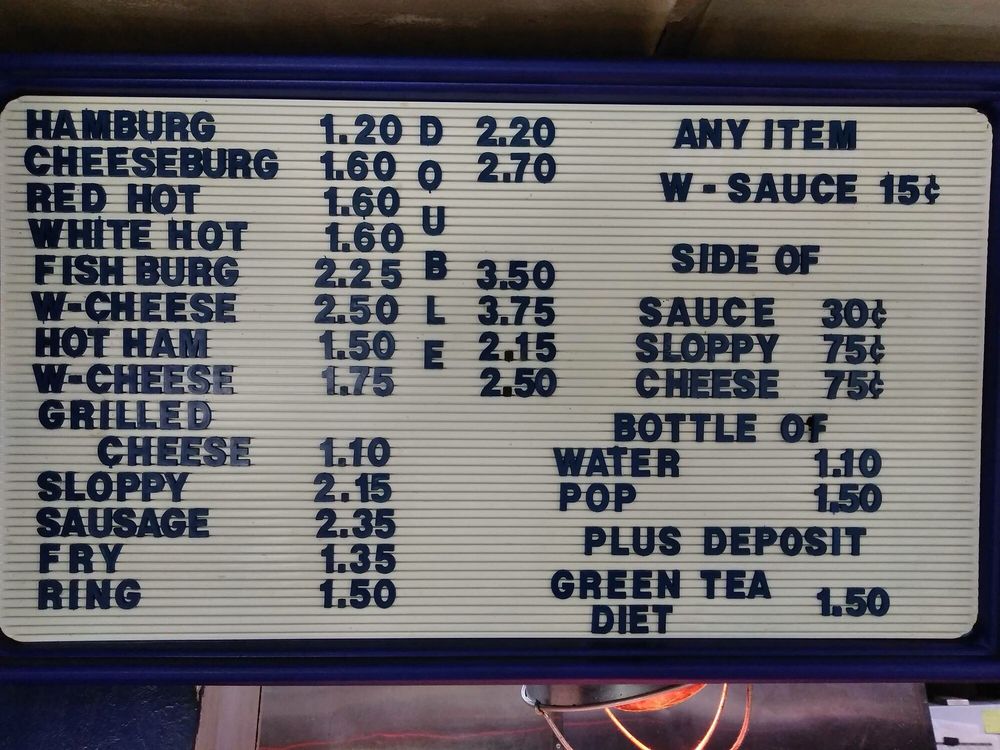 HAMBURG 1.20 D 2.20
CHEESEBURG 1.60 O 2.70
RED HOT 1.60
WHITE HOT 1.60 U
FISH BURG 2.25 B 3.50
W-CHEESE 2.50 L 3.75
HOT HAM 1.50 E 2.15
W-CHEESE 1.75 2.50
GRILLED
CHEESE 1.10
SLOPPY 2.15
SAUSAGE 2.35
FRY 1.35
RING 1.50
ANY ITEM
W - SAUCE 15¢
SIDE OF
SAUCE 30¢
SLOPPY 75¢
CHEESE 75¢
BOTTLE OF
WATER 1.10
POP 1.50
PLUS DEPOSIT
GREEN TEA
DIET 1.50